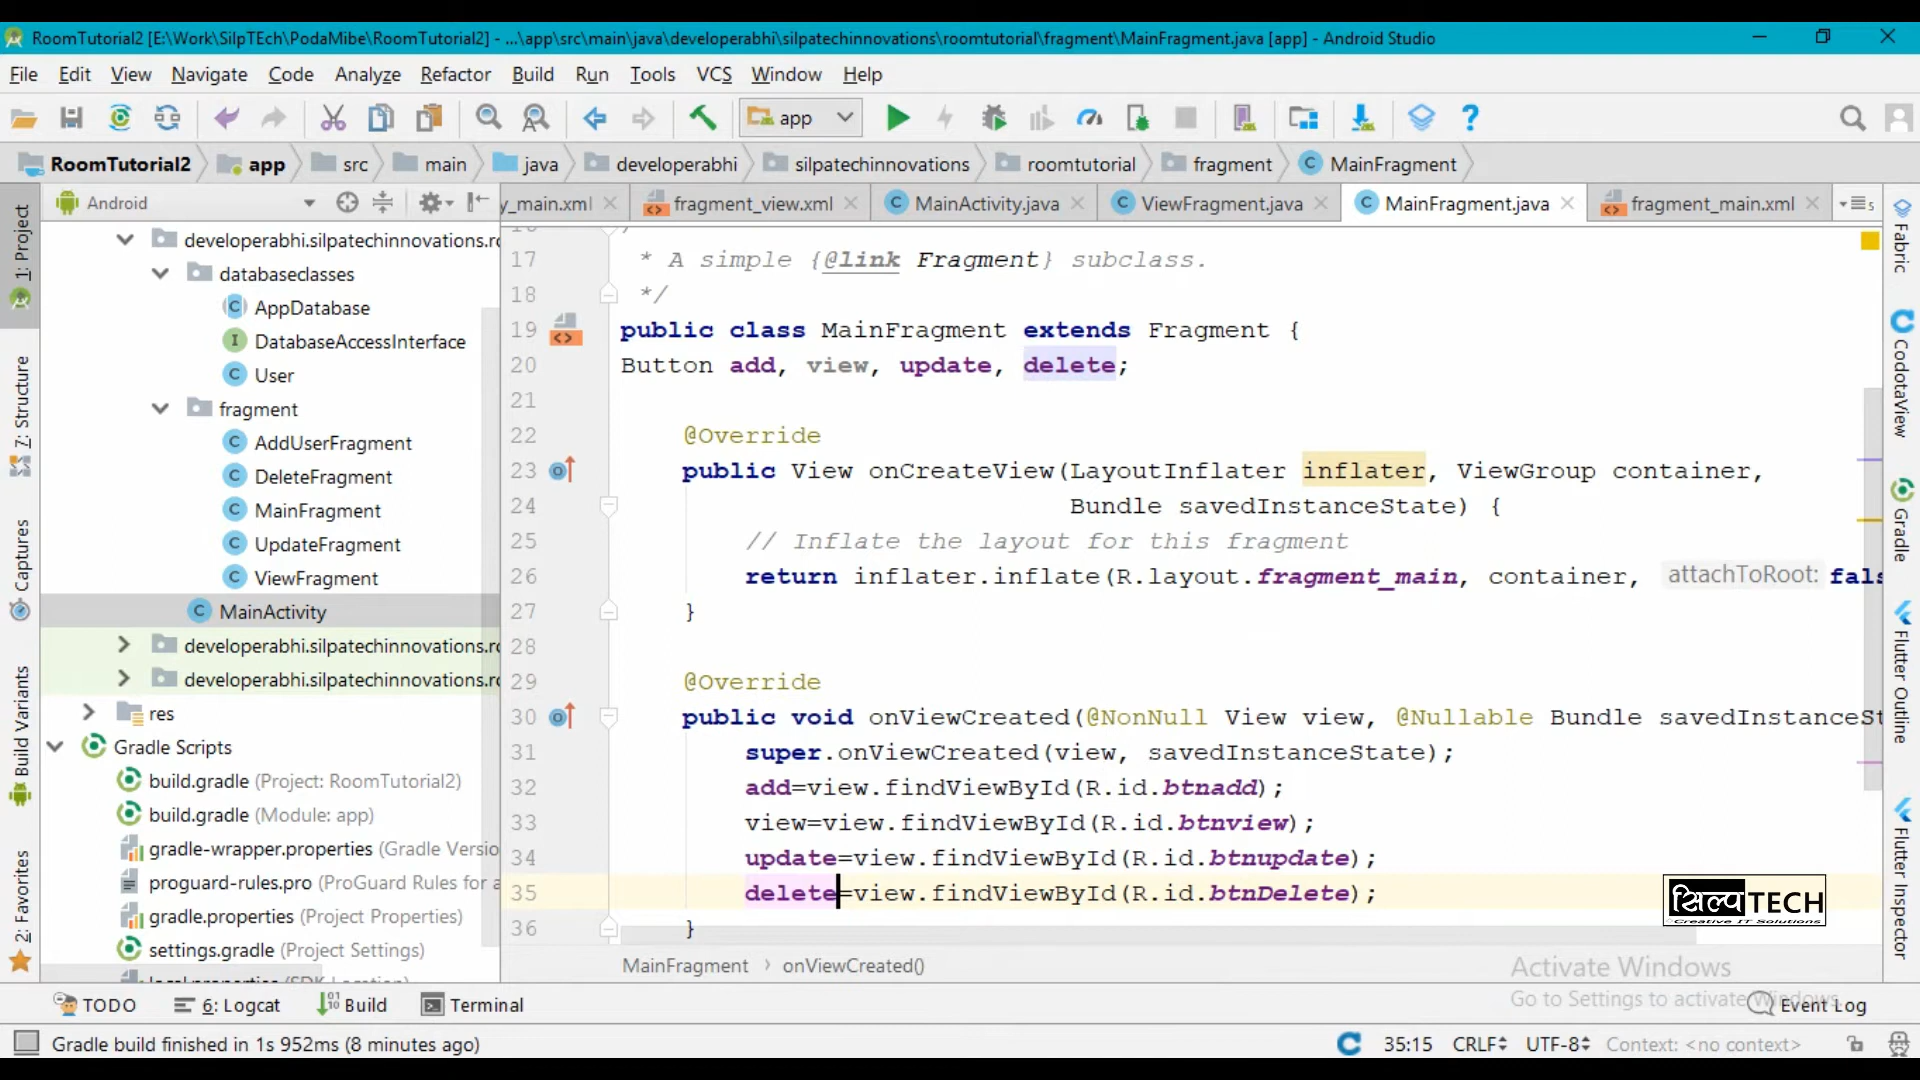 RoomTutorial2 [E:\Work\SilpTEch\PodaMibe\RoomTutorial2] - ...\app\src\main\java\developerabhi\silpatechinnovations\roomtutorial\fragment\MainFragment.java [app] - Android Studio
File Edit View Navigate Code Analyze Refactor Build Run Tools VCS Window Help
app
RoomTutorial2 app src main java developerabhi silpatechinnovations roomtutorial fragment MainFragment
Android
y_main.xml fragment_view.xml MainActivity.java ViewFragment.java MainFragment.java fragment_main.xml
1: Project
7: Structure
Captures
Build Variants
2: Favorites
developerabhi.silpatechinnovations.ro
databaseclasses
AppDatabase
DatabaseAccessInterface
User
fragment
AddUserFragment
DeleteFragment
MainFragment
UpdateFragment
ViewFragment
MainActivity
developerabhi.silpatechinnovations.ro
developerabhi.silpatechinnovations.ro
res
Gradle Scripts
build.gradle (Project: RoomTutorial2)
build.gradle (Module: app)
gradle-wrapper.properties (Gradle Versio
proguard-rules.pro (ProGuard Rules for a
gradle.properties (Project Properties)
settings.gradle (Project Settings)
17 * A simple {@link Fragment} subclass.
18 */
19 public class MainFragment extends Fragment {
20 Button add, view, update, delete;
21
22 @Override
23 public View onCreateView(LayoutInflater inflater, ViewGroup container,
24 Bundle savedInstanceState) {
25 // Inflate the layout for this fragment
26 return inflater.inflate(R.layout.fragment_main, container, attachToRoot: fals
27 }
28
29 @Override
30 public void onViewCreated(@NonNull View view, @Nullable Bundle savedInstanceSt
31 super.onViewCreated(view, savedInstanceState);
32 add=view.findViewById(R.id.btnadd);
33 view=view.findViewById(R.id.btnview);
34 update=view.findViewById(R.id.btnupdate);
35 delete=view.findViewById(R.id.btnDelete);
36 }
MainFragment onViewCreated()
Fabric
CodotaView
Gradle
Flutter Outline
Flutter Inspector
TECH
Creative IT Solutions
Activate Windows
Go to Settings to activate Windows.
TODO 6: Logcat Build Terminal Event Log
Gradle build finished in 1s 952ms (8 minutes ago) 35:15 CRLF UTF-8 Context: <no context>